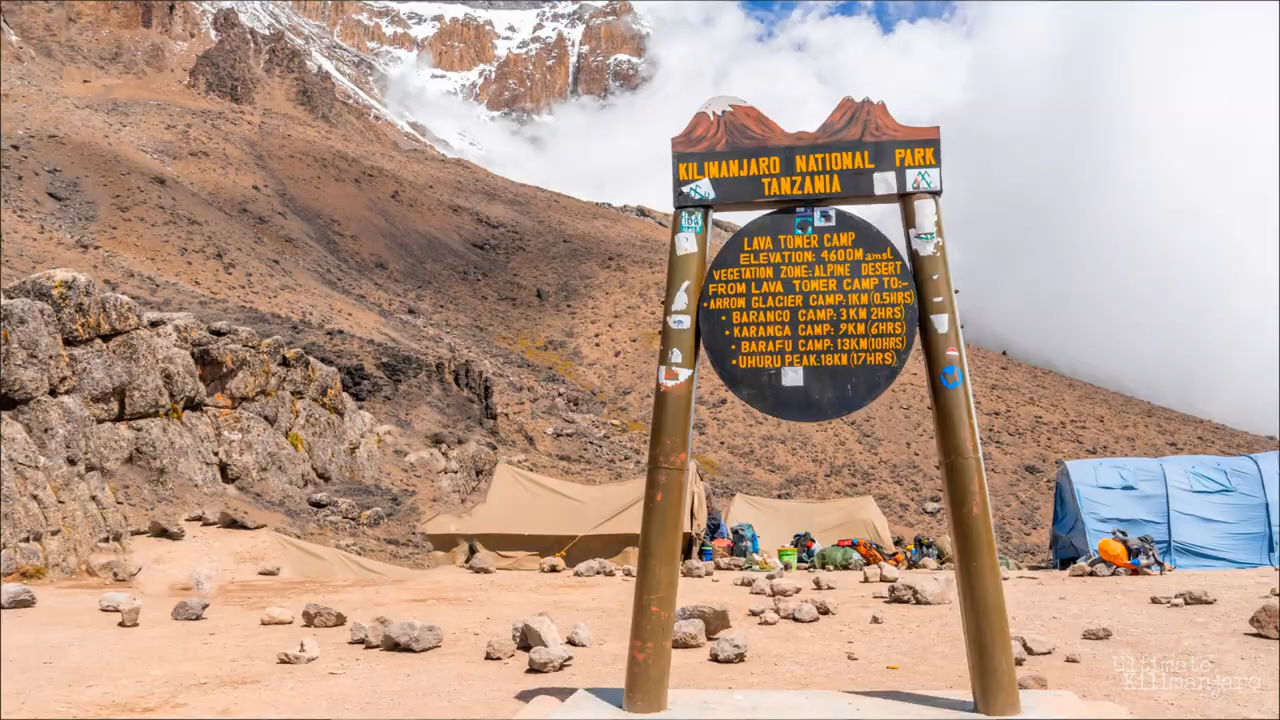 KILIMANJARO NATIONAL PARK
TANZANIA
LAVA TOWER CAMP
ELEVATION: 4600M amsl
VEGETATION ZONE: ALPINE DESERT
FROM LAVA TOWER CAMP TO:-
• ARROW GLACIER CAMP: 1KM (0.5HRS)
• BARANCO CAMP: 3KM 2HRS)
• KARANGA CAMP: 9KM (6HRS)
• BARAFU CAMP: 13KM (10HRS)
• UHURU PEAK: 18KM (17HRS)
Ultimate
Kilimanjaro